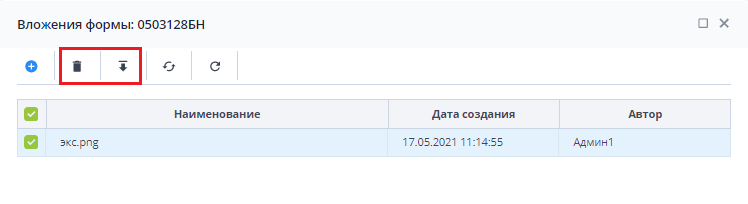 Вложения формы: 0503128БН
Наименование Дата создания Автор
экс.png 17.05.2021 11:14:55 Админ1